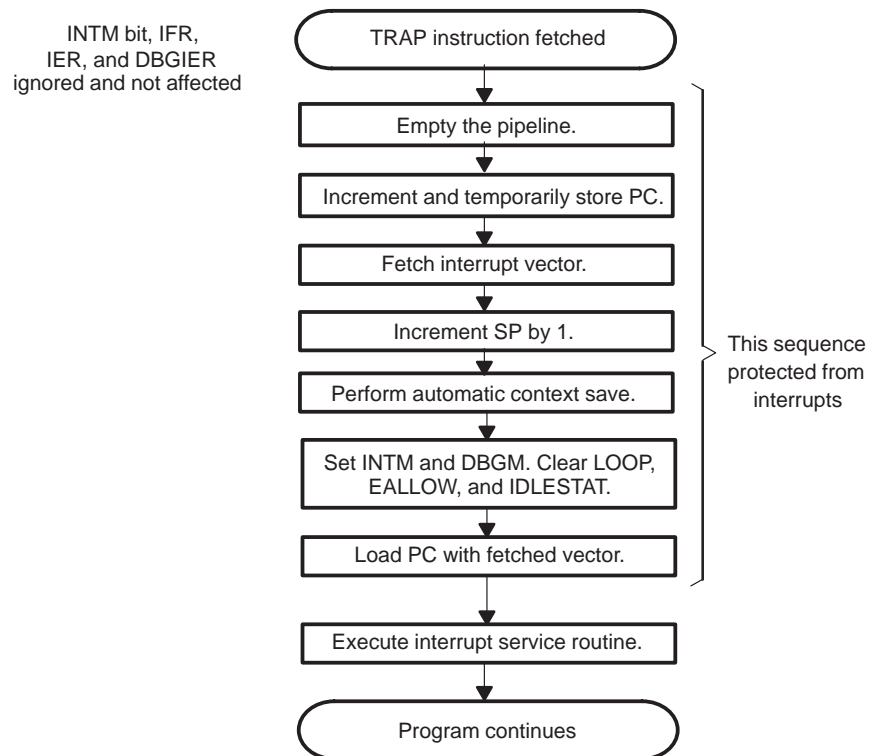 INTM bit, IFR,
IER, and DBGIER
ignored and not affected
TRAP instruction fetched
Empty the pipeline.
Increment and temporarily store PC.
Fetch interrupt vector.
Increment SP by 1.
Perform automatic context save.
Set INTM and DBGM. Clear LOOP,
EALLOW, and IDLESTAT.
Load PC with fetched vector.
This sequence
protected from
interrupts
Execute interrupt service routine.
Program continues